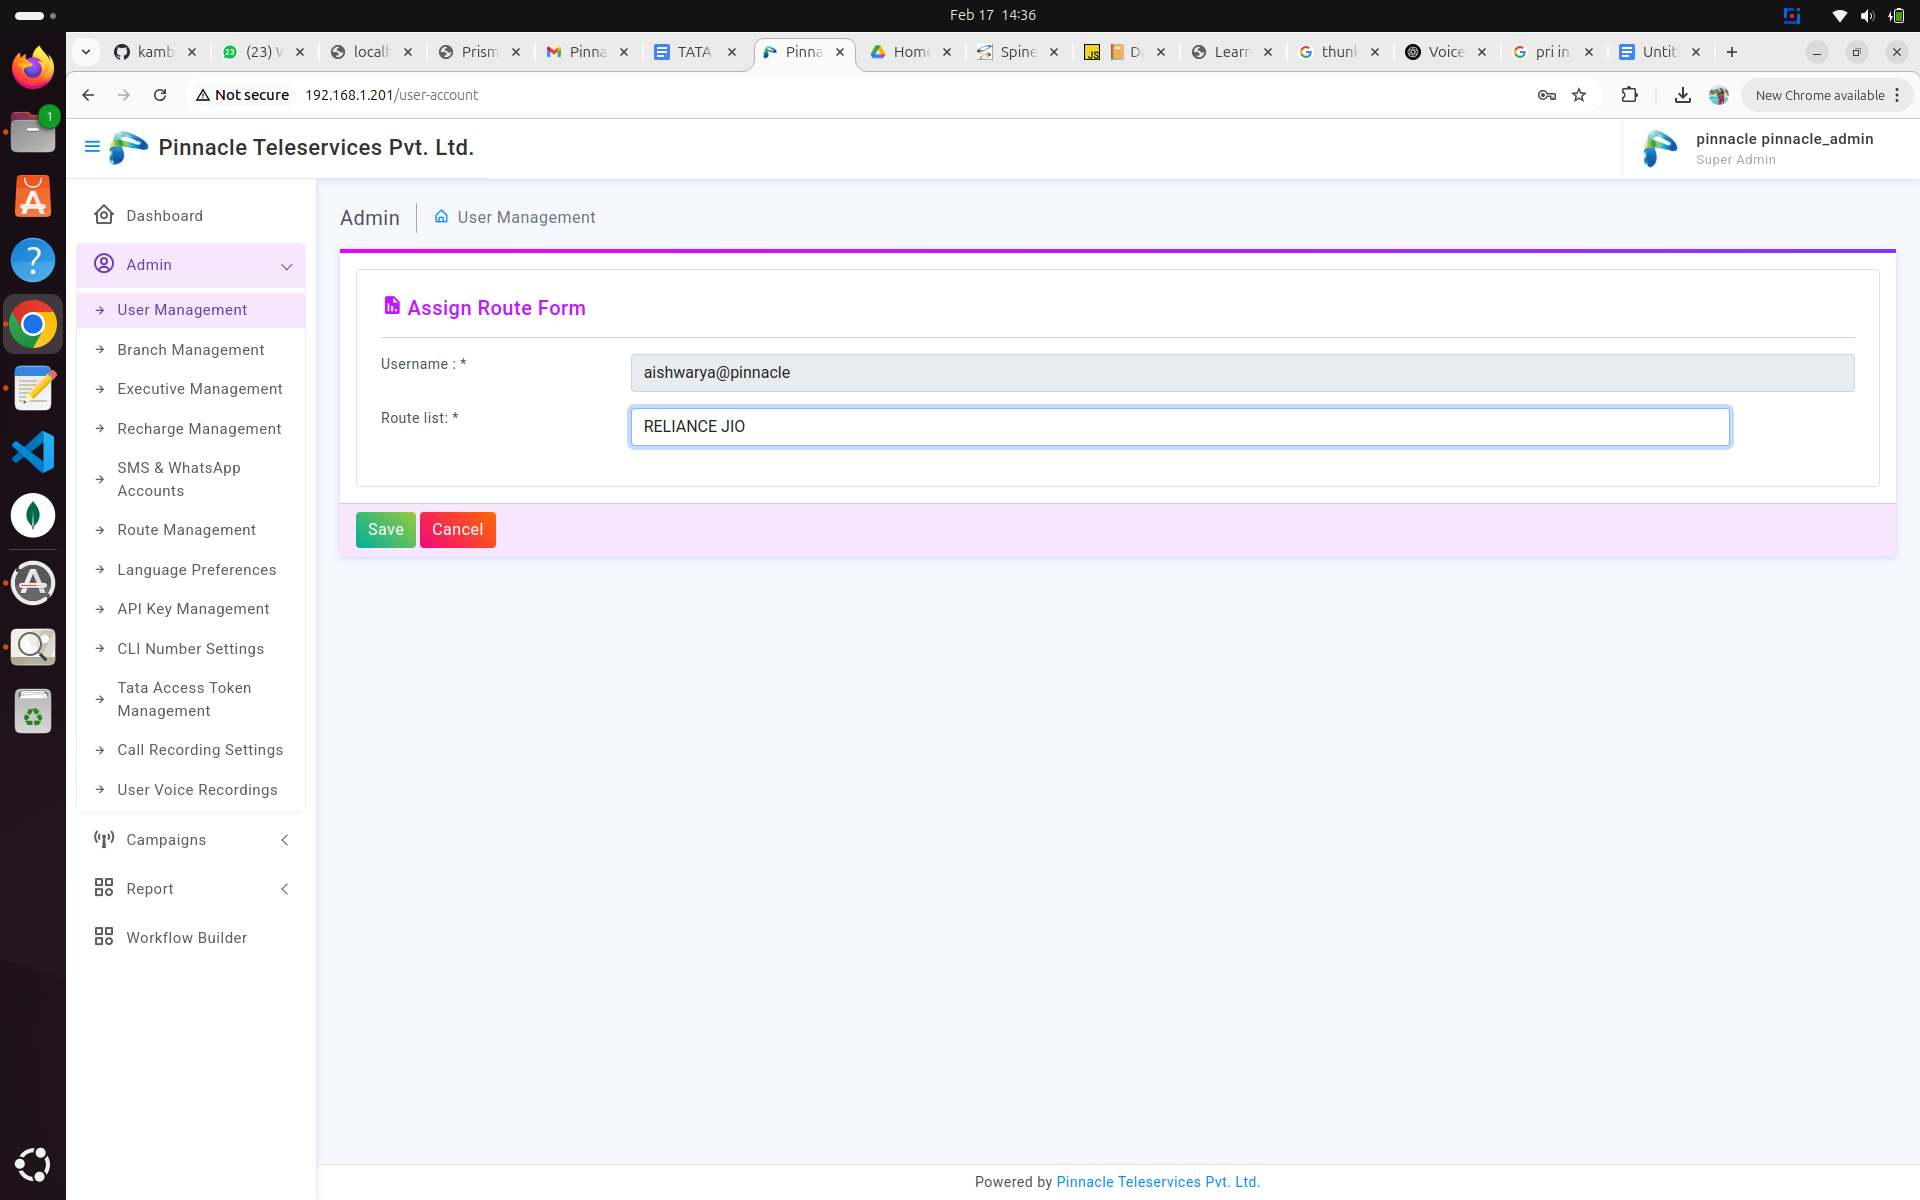 Feb 17 14:36
kamb
(23) W
localh
Prism
Pinna
TATA
Pinna
Home
Spine
Da
Learn
thunk
Voice
pri in
Untit
Not secure
192.168.1.201/user-account
New Chrome available
1
Pinnacle Teleservices Pvt. Ltd.
pinnacle pinnacle_admin
Super Admin
Dashboard
Admin
User Management
Branch Management
Executive Management
Recharge Management
SMS & WhatsApp
Accounts
Route Management
Language Preferences
API Key Management
CLI Number Settings
Tata Access Token
Management
Call Recording Settings
User Voice Recordings
Campaigns
Report
Workflow Builder
Admin
User Management
Assign Route Form
Username : *
aishwarya@pinnacle
Route list: *
RELIANCE JIO
Save
Cancel
Powered by Pinnacle Teleservices Pvt. Ltd.